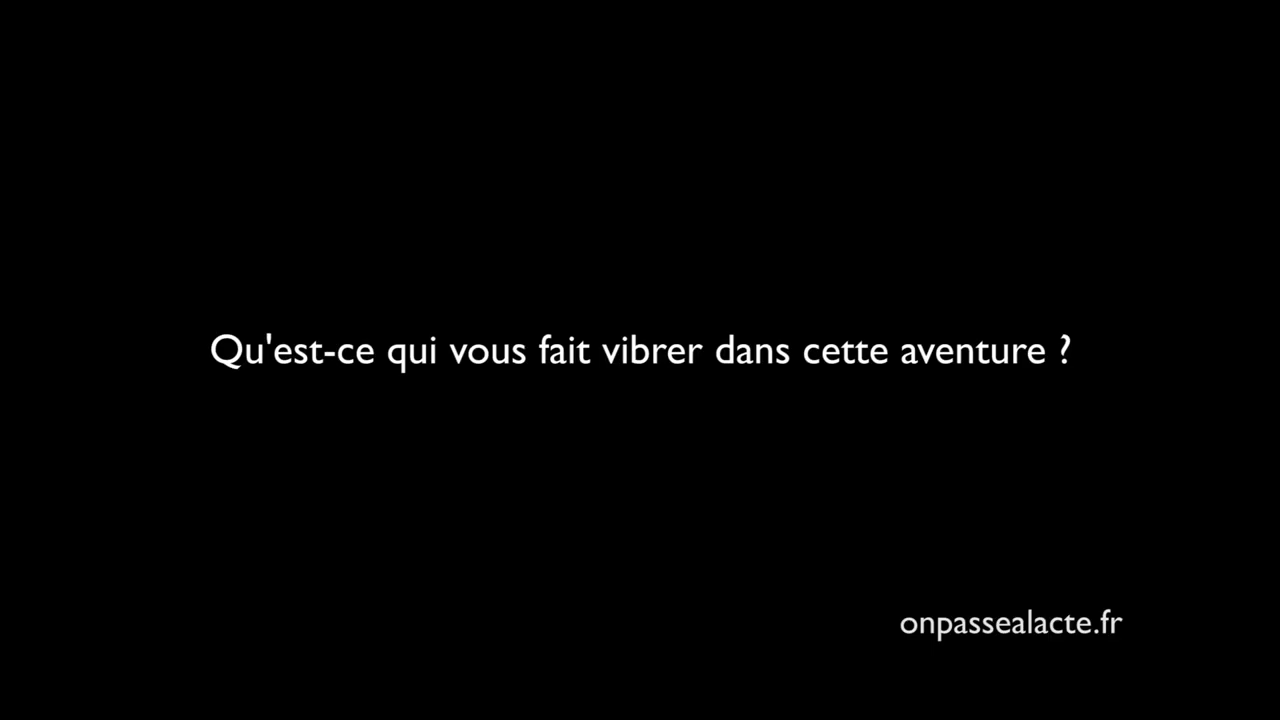 Qu'est-ce qui vous fait vibrer dans cette aventure ?
onpassealacte.fr